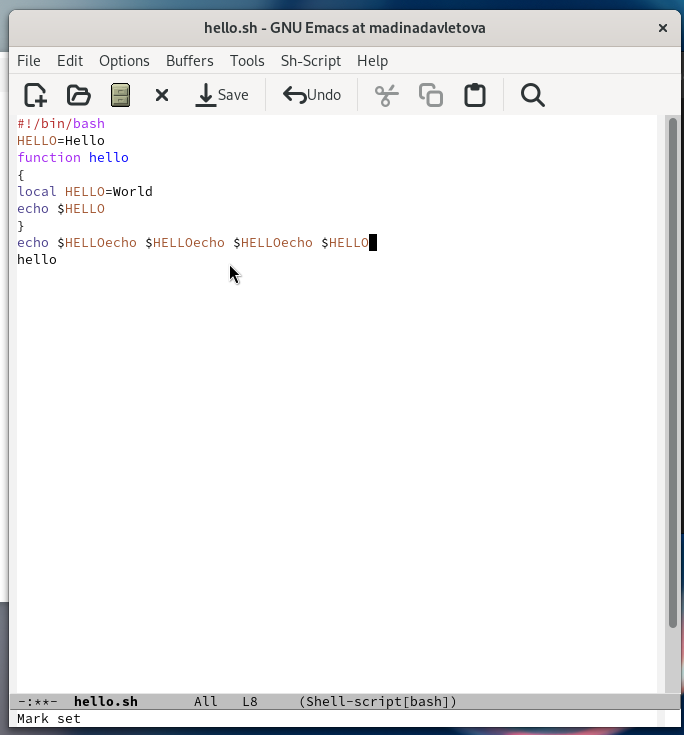 hello.sh - GNU Emacs at madinadavletova
File Edit Options Buffers Tools Sh-Script Help
Save Undo
#!/bin/bash
HELLO=Hello
function hello
{
local HELLO=World
echo $HELLO
}
echo $HELLOecho $HELLOecho $HELLOecho $HELLO
hello
-:**- hello.sh All L8 (Shell-script[bash])
Mark set